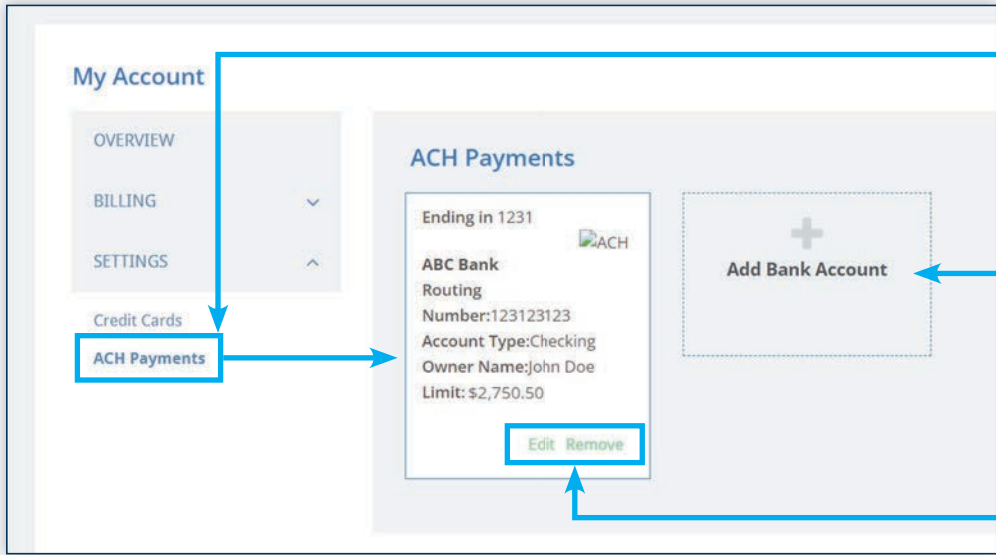 My Account
OVERVIEW
BILLING
SETTINGS
Credit Cards
ACH Payments
ACH Payments
Ending in 1231
ACH
ABC Bank
Routing
Number:123123123
Account Type:Checking
Owner Name:John Doe
Limit: $2,750.50
Edit Remove
Add Bank Account